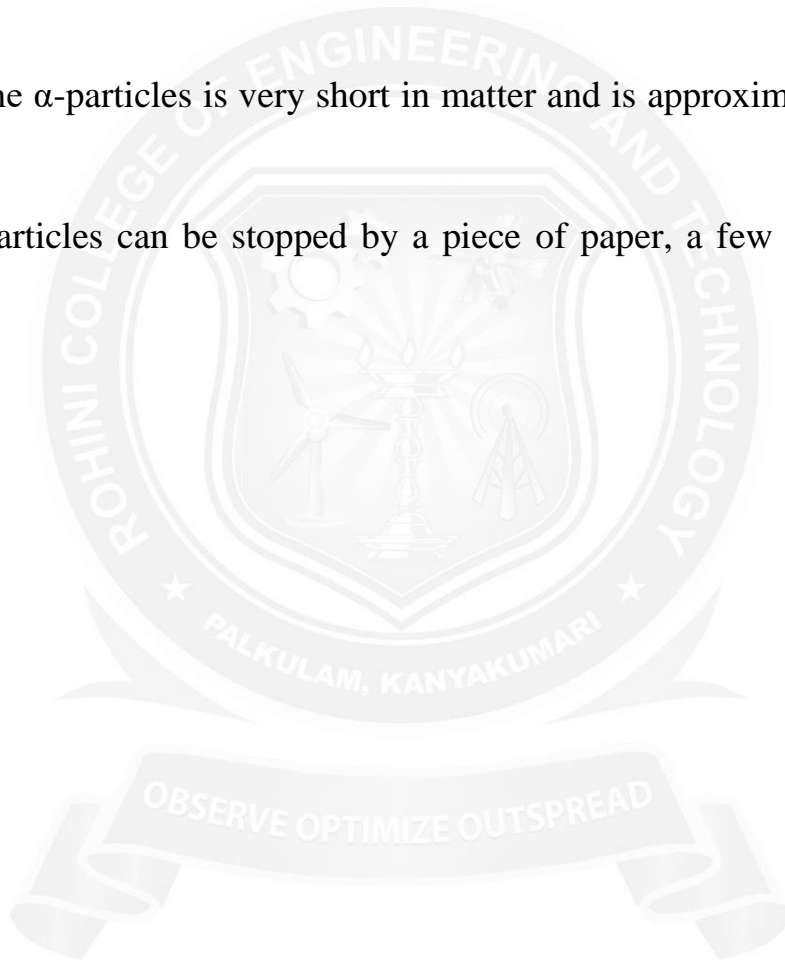 ne α-particles is very short in matter and is approxim
articles can be stopped by a piece of paper, a few
ROHINI COLLEGE OF ENGINEERING AND TECHNOLOGY
PALKULAM, KANYAKUMARI
OBSERVE OPTIMIZE OUTSPREAD